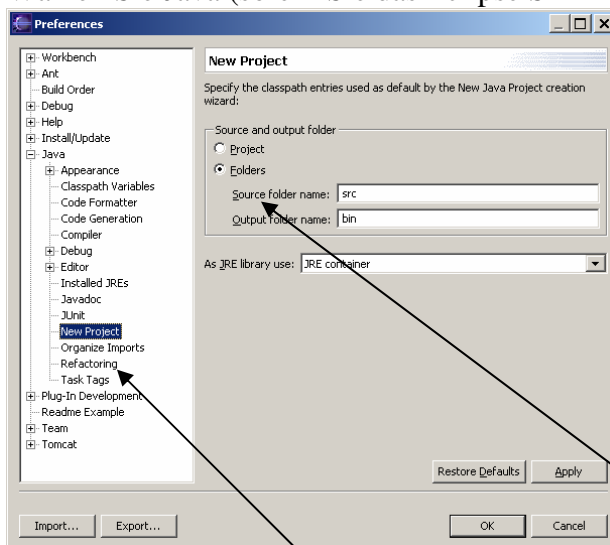 Sie Java
Sie das
Preferences
Workbench
Ant
Build Order
Debug
Help
Install/Update
Java
Appearance
Classpath Variables
Code Formatter
Code Generation
Compiler
Debug
Editor
Installed JREs
Javadoc
JUnit
New Project
Organize Imports
Refactoring
Task Tags
Plug-In Development
Readme Example
Team
Tomcat
New Project
Specify the classpath entries used as default by the New Java Project creation
wizard:
Source and output folder
Project
Folders
Source folder name: src
Output folder name: bin
As JRE library use: JRE container
Restore Defaults Apply
Import... Export... OK Cancel